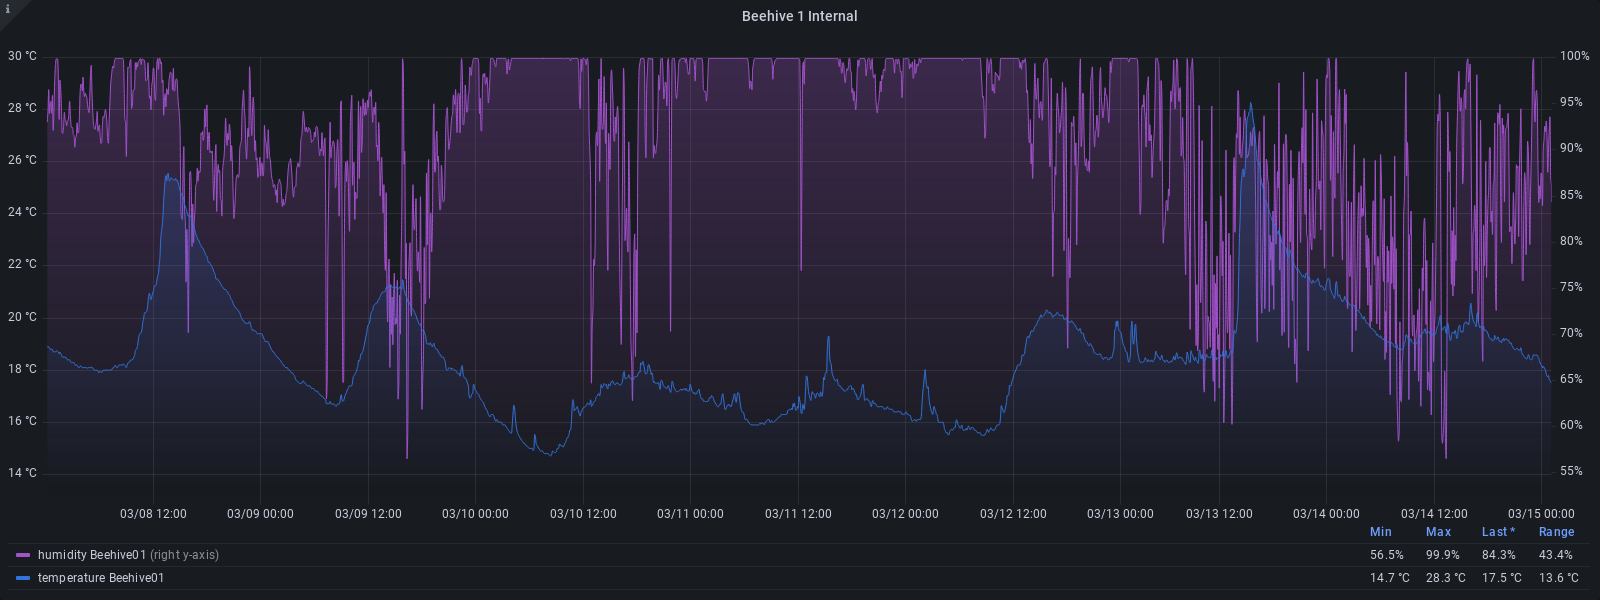 i
Beehive 1 Internal
30 °C 100%
28 °C 95%
26 °C 90%
24 °C 85%
22 °C 80%
20 °C 75%
18 °C 70%
16 °C 65%
14 °C 60%
55%
03/08 12:00 03/09 00:00 03/09 12:00 03/10 00:00 03/10 12:00 03/11 00:00 03/11 12:00 03/12 00:00 03/12 12:00 03/13 00:00 03/13 12:00 03/14 00:00 03/14 12:00 03/15 00:00
Min Max Last * Range
humidity Beehive01 (right y-axis) 56.5% 99.9% 84.3% 43.4%
temperature Beehive01 14.7 °C 28.3 °C 17.5 °C 13.6 °C